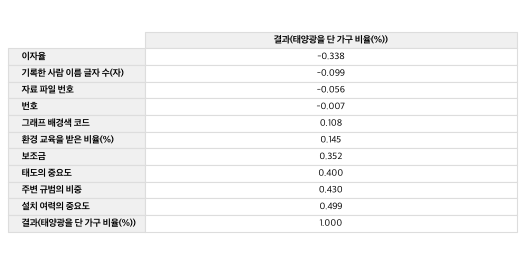 결과(태양광을 단 가구 비율(%))
이자율 -0.338
기록한 사람 이름 글자 수(자) -0.099
자료 파일 번호 -0.056
번호 -0.007
그래프 배경색 코드 0.108
환경 교육을 받은 비율(%) 0.145
보조금 0.352
태도의 중요도 0.400
주변 규범의 비중 0.430
설치 여력의 중요도 0.499
결과(태양광을 단 가구 비율(%)) 1.000